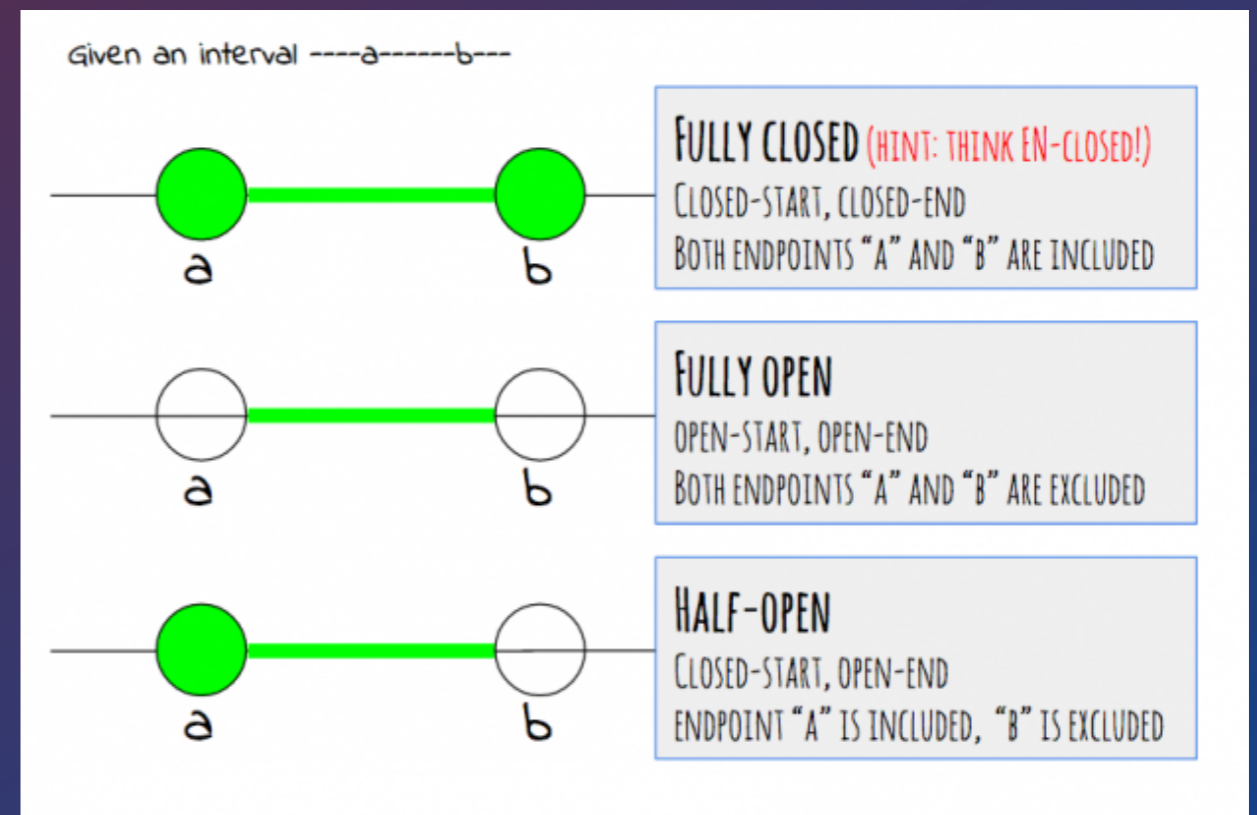 Given an interval ----a------b---
FULLY CLOSED (HINT: THINK EN-CLOSED!)
CLOSED-START, CLOSED-END
BOTH ENDPOINTS “A” AND “B” ARE INCLUDED
a b
FULLY OPEN
OPEN-START, OPEN-END
BOTH ENDPOINTS “A” AND “B” ARE EXCLUDED
a b
HALF-OPEN
CLOSED-START, OPEN-END
ENDPOINT “A” IS INCLUDED, “B” IS EXCLUDED
a b